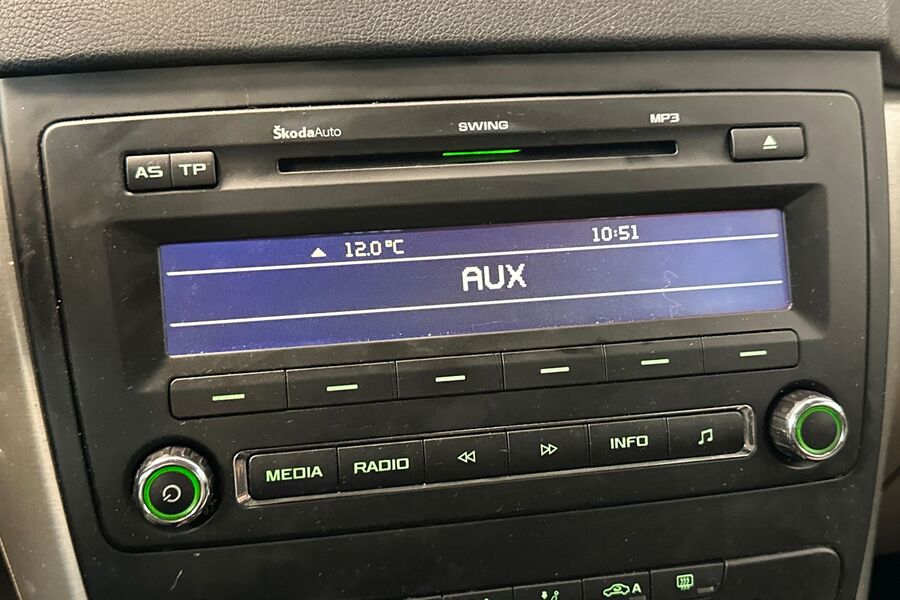 ŠkodaAuto SWING MP3
AS TP
12.0°C 10:51
AUX
MEDIA RADIO INFO
A